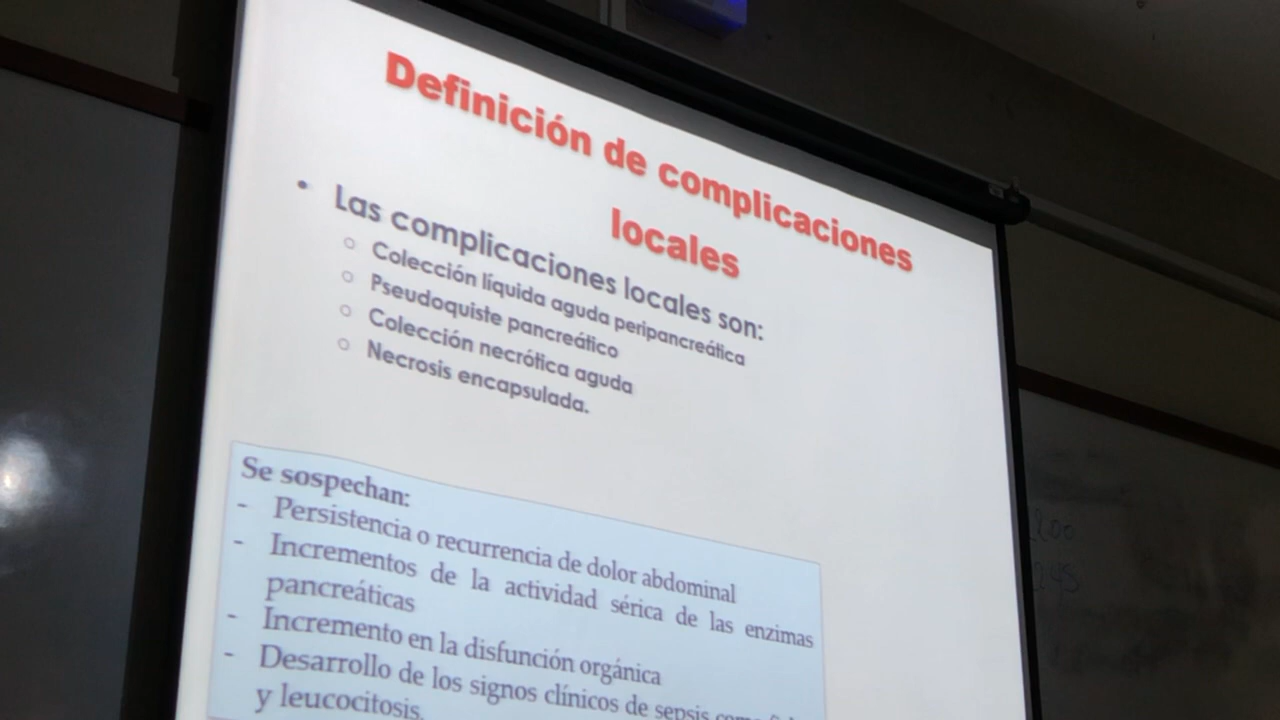 Definición de complicaciones
locales
• Las complicaciones locales son:
○ Colección líquida aguda peripancreática
○ Pseudoquiste pancreático
○ Colección necrótica aguda
○ Necrosis encapsulada.
Se sospechan:
- Persistencia o recurrencia de dolor abdominal
- Incrementos de la actividad sérica de las enzimas
pancreáticas
- Incremento en la disfunción orgánica
- Desarrollo de los signos clínicos de sepsis
y leucocitosis.